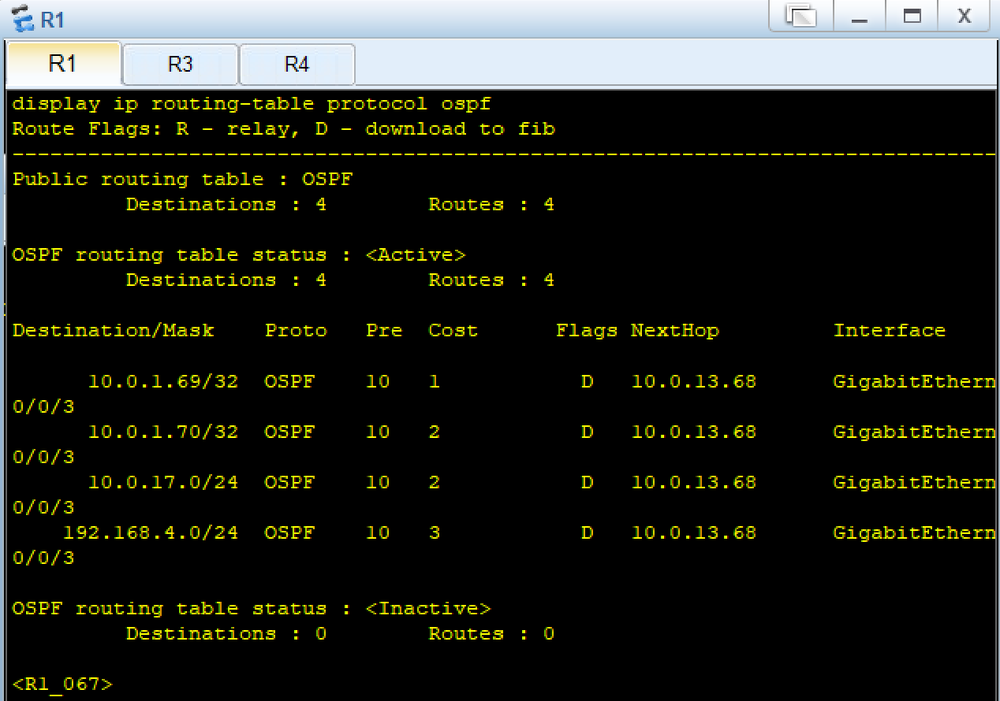 R1
R1 R3 R4
display ip routing-table protocol ospf
Route Flags: R - relay, D - download to fib
------------------------------------------------------------------------------
Public routing table : OSPF
         Destinations : 4        Routes : 4
OSPF routing table status : <Active>
         Destinations : 4        Routes : 4
Destination/Mask    Proto   Pre  Cost      Flags NextHop         Interface
      10.0.1.69/32  OSPF    10   1           D   10.0.13.68      GigabitEthern
0/0/3
      10.0.1.70/32  OSPF    10   2           D   10.0.13.68      GigabitEthern
0/0/3
      10.0.17.0/24  OSPF    10   2           D   10.0.13.68      GigabitEthern
0/0/3
    192.168.4.0/24  OSPF    10   3           D   10.0.13.68      GigabitEthern
0/0/3
OSPF routing table status : <Inactive>
         Destinations : 0        Routes : 0
<R1_067>